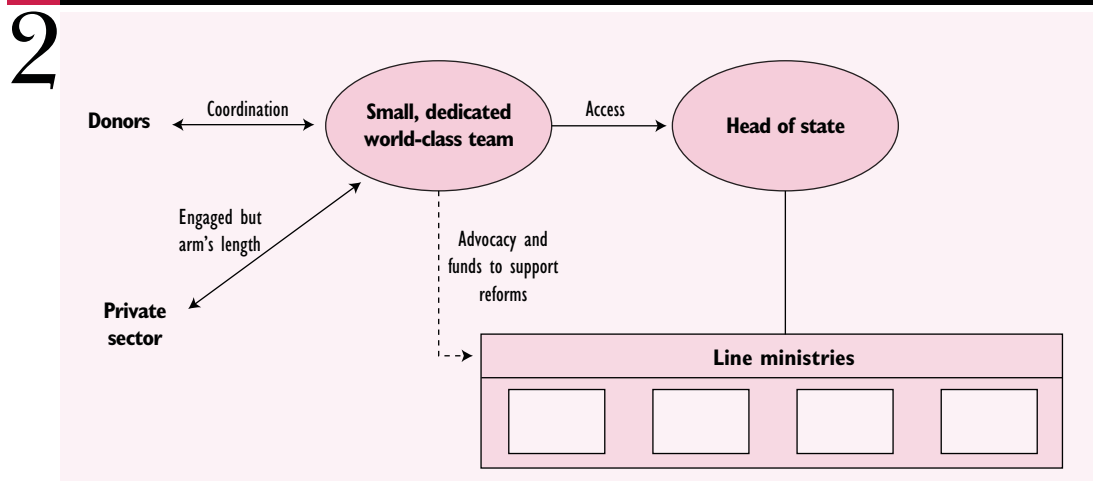 2
Donors
Coordination
Small, dedicated
world-class team
Access
Head of state
Engaged but
arm's length
Advocacy and
funds to support
reforms
Private
sector
Line ministries